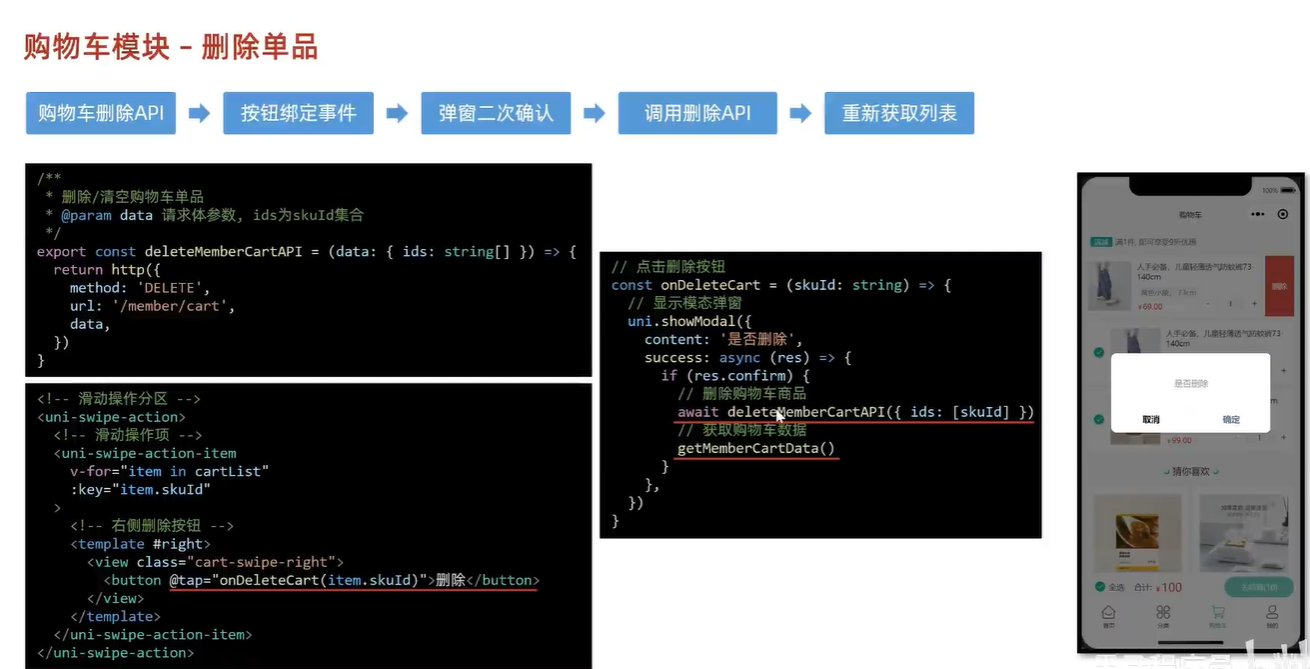 购物车模块 – 删除单品
购物车删除API
按钮绑定事件
弹窗二次确认
调用删除API
重新获取列表
/**
 * 删除/清空购物车单品
 * @param data 请求体参数, ids为skuId集合
 */
export const deleteMemberCartAPI = (data: { ids: string[] }) => {
  return http({
    method: 'DELETE',
    url: '/member/cart',
    data,
  })
}
<!-- 滑动操作分区 -->
<uni-swipe-action>
  <!-- 滑动操作项 -->
  <uni-swipe-action-item
    v-for="item in cartList"
    :key="item.skuId"
  >
    <!-- 右侧删除按钮 -->
    <template #right>
      <view class="cart-swipe-right">
        <button @tap="onDeleteCart(item.skuId)">删除</button>
      </view>
    </template>
  </uni-swipe-action-item>
</uni-swipe-action>
// 点击删除按钮
const onDeleteCart = (skuId: string) => {
  // 显示模态弹窗
  uni.showModal({
    content: '是否删除',
    success: async (res) => {
      if (res.confirm) {
        // 删除购物车商品
        await deleteMemberCartAPI({ ids: [skuId] })
        // 获取购物车数据
        getMemberCartData()
      }
    },
  })
}
100%
购物车
满减 满1件, 即可享受9折优惠
人手必备，儿童轻薄透气防蚊裤73-
140cm
- 1 +
¥69.00
删除
人手必备，儿童轻薄透气防蚊裤73-
140cm
+
是否删除
取消 确定
¥99.00
- 1 +
猜你喜欢
全选 合计: ¥100
首页 分类 购物车 我的